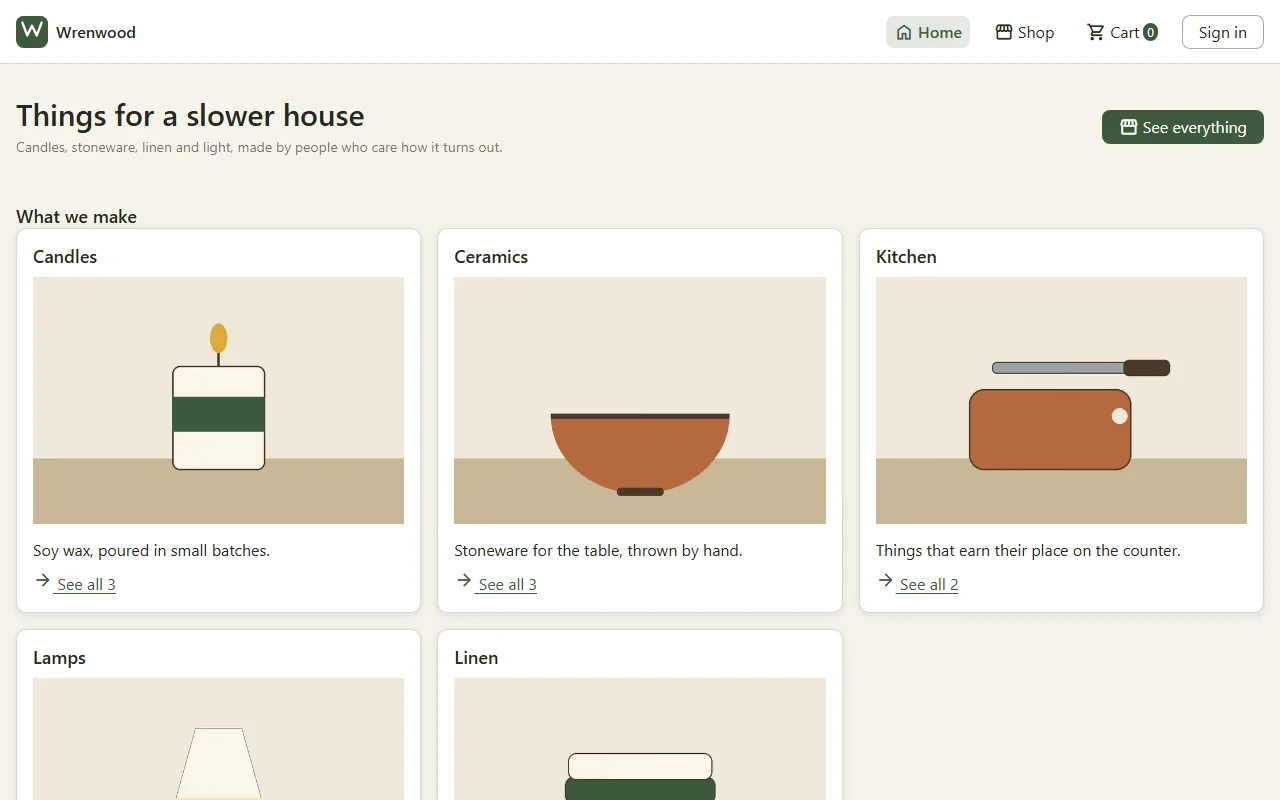 W Wrenwood
Home Shop Cart 0 Sign in
Things for a slower house
Candles, stoneware, linen and light, made by people who care how it turns out.
See everything
What we make
Candles
Soy wax, poured in small batches.
See all 3
Ceramics
Stoneware for the table, thrown by hand.
See all 3
Kitchen
Things that earn their place on the counter.
See all 2
Lamps
Linen